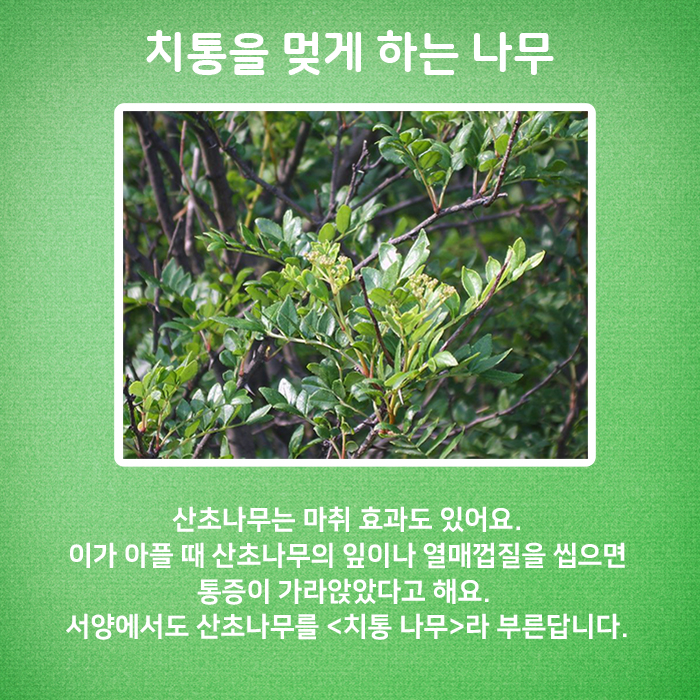 치통을 멎게 하는 나무
산초나무는 마취 효과도 있어요.
이가 아플 때 산초나무의 잎이나 열매껍질을 씹으면
통증이 가라앉았다고 해요.
서양에서도 산초나무를 <치통 나무>라 부른답니다.